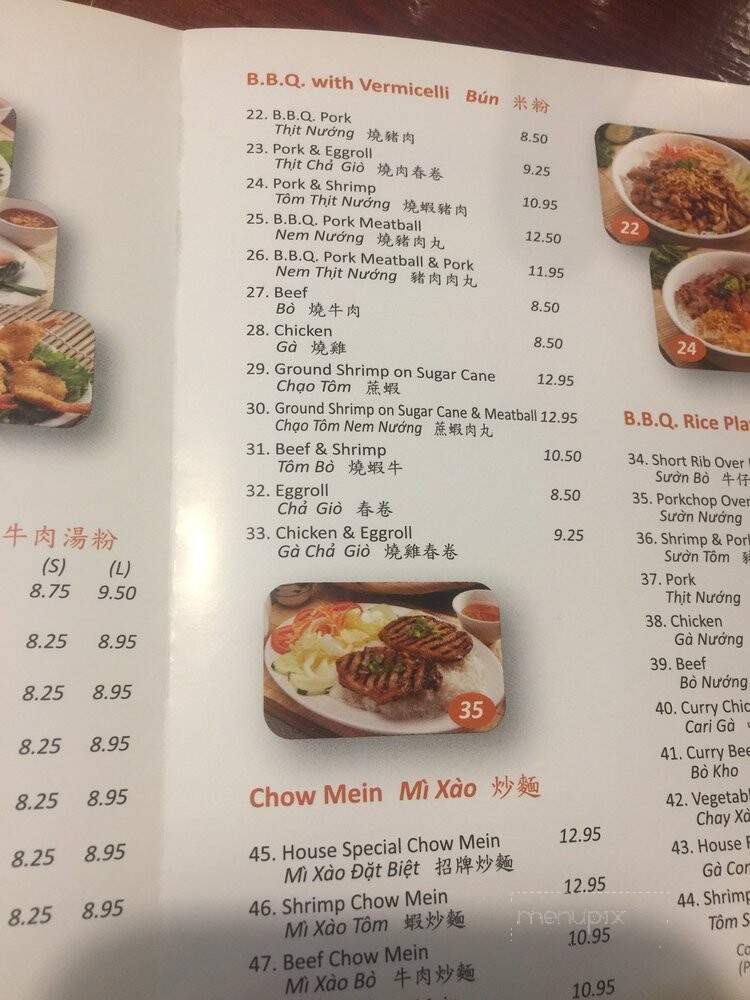 牛肉湯粉
(S) (L)
8.75 9.50
8.25 8.95
8.25 8.95
8.25 8.95
8.25 8.95
8.25 8.95
8.25 8.95
B.B.Q. with Vermicelli Bún 米粉
22. B.B.Q. Pork
Thịt Nướng 燒豬肉 8.50
23. Pork & Eggroll
Thịt Chả Giò 燒肉春卷 9.25
24. Pork & Shrimp
Tôm Thịt Nướng 燒蝦豬肉 10.95
25. B.B.Q. Pork Meatball
Nem Nướng 燒豬肉丸 12.50
26. B.B.Q. Pork Meatball & Pork
Nem Thịt Nướng 豬肉肉丸 11.95
27. Beef
Bò 燒牛肉 8.50
28. Chicken
Gà 燒雞 8.50
29. Ground Shrimp on Sugar Cane 12.95
Chạo Tôm 蔗蝦
30. Ground Shrimp on Sugar Cane & Meatball 12.95
Chạo Tôm Nem Nướng 蔗蝦肉丸
31. Beef & Shrimp 10.50
Tôm Bò 燒蝦牛
32. Eggroll 8.50
Chả Giò 春卷
33. Chicken & Eggroll 9.25
Gà Chả Giò 燒雞春卷
35
Chow Mein Mì Xào 炒麵
45. House Special Chow Mein 12.95
Mì Xào Đặt Biệt 招牌炒麵
46. Shrimp Chow Mein 12.95
Mì Xào Tôm 蝦炒麵
47. Beef Chow Mein 10.95
Mì Xào Bò 牛肉炒麵
10.95
22
24
B.B.Q. Rice Pla
34. Short Rib Over
Sườn Bò 牛仔
35. Porkchop Over
Sườn Nướng
36. Shrimp & Por
Sườn Tôm
37. Pork
Thịt Nướng
38. Chicken
Gà Nướng
39. Beef
Bò Nướng
40. Curry Chic
Cari Gà
41. Curry Bee
Bò Kho
42. Vegetabl
Chay Xà
43. House
Gà Con
44. Shrimp
Tôm S
(P
menupix